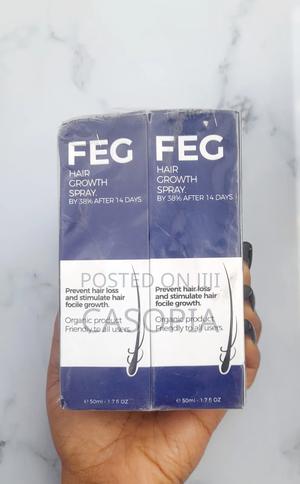 FEG
HAIR
GROWTH
SPRAY.
BY 38% AFTER 14 DAYS
Prevent hair loss
and stimulate hair
focile growth.
Organic product
Friendly to all users.
℮ 50ml - 1.7 fl OZ
FEG
HAIR
GROWTH
SPRAY.
BY 38% AFTER 14 DAYS
Prevent hair loss
and stimulate hair
focile growth.
Organic product
Friendly to all users.
℮ 50ml - 1.7 fl OZ
POSTED ON JIJI
CASORIA